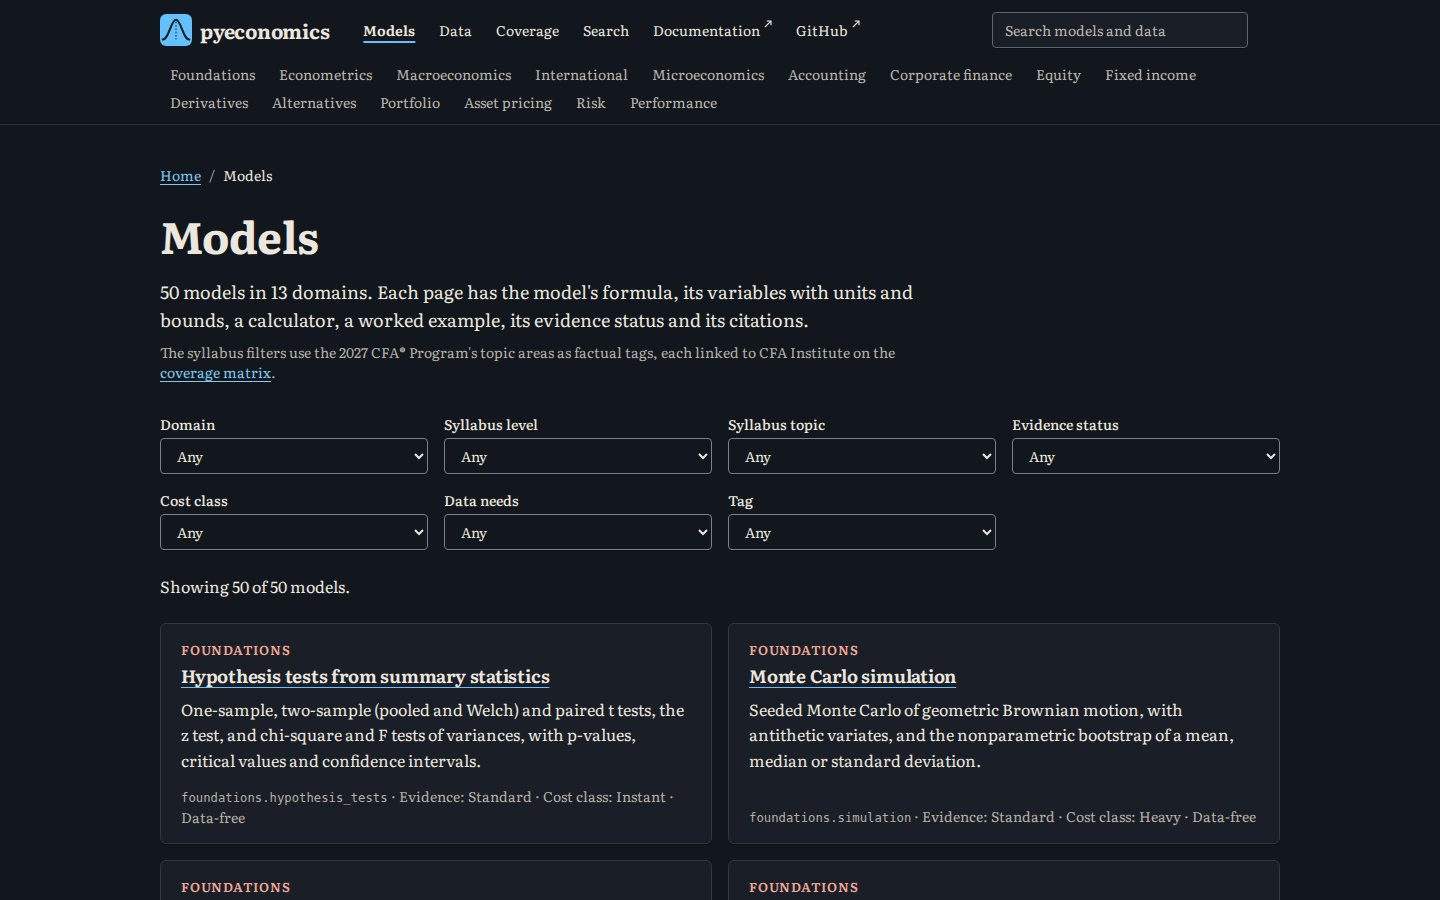 pyeconomics
Models Data Coverage Search Documentation ↗ GitHub ↗
Search models and data
Foundations Econometrics Macroeconomics International Microeconomics Accounting Corporate finance Equity Fixed income
Derivatives Alternatives Portfolio Asset pricing Risk Performance
Home / Models
Models
50 models in 13 domains. Each page has the model's formula, its variables with units and
bounds, a calculator, a worked example, its evidence status and its citations.
The syllabus filters use the 2027 CFA® Program's topic areas as factual tags, each linked to CFA Institute on the
coverage matrix.
Domain Syllabus level Syllabus topic Evidence status
Any Any Any Any
Cost class Data needs Tag
Any Any Any
Showing 50 of 50 models.
FOUNDATIONS
Hypothesis tests from summary statistics
One-sample, two-sample (pooled and Welch) and paired t tests, the
z test, and chi-square and F tests of variances, with p-values,
critical values and confidence intervals.
foundations.hypothesis_tests · Evidence: Standard · Cost class: Instant ·
Data-free
FOUNDATIONS
Monte Carlo simulation
Seeded Monte Carlo of geometric Brownian motion, with
antithetic variates, and the nonparametric bootstrap of a mean,
median or standard deviation.
foundations.simulation · Evidence: Standard · Cost class: Heavy · Data-free
FOUNDATIONS
FOUNDATIONS